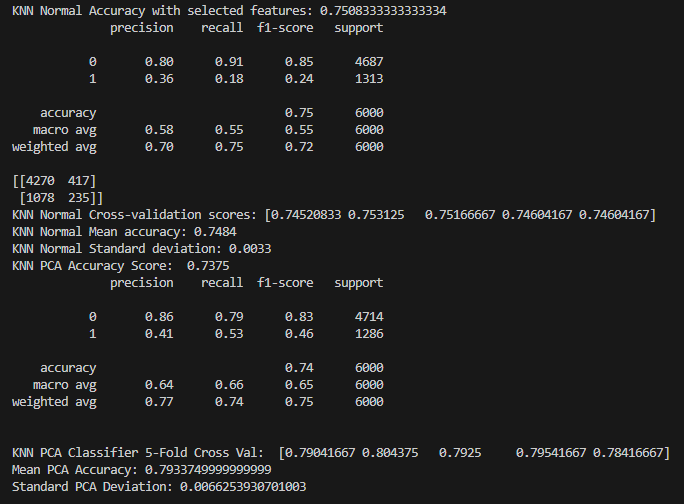 KNN Normal Accuracy with selected features: 0.7508333333333334
precision recall f1-score support
0 0.80 0.91 0.85 4687
1 0.36 0.18 0.24 1313
accuracy 0.75 6000
macro avg 0.58 0.55 0.55 6000
weighted avg 0.70 0.75 0.72 6000
[[4270 417]
[1078 235]]
KNN Normal Cross-validation scores: [0.74520833 0.753125 0.75166667 0.74604167 0.74604167]
KNN Normal Mean accuracy: 0.7484
KNN Normal Standard deviation: 0.0033
KNN PCA Accuracy Score: 0.7375
precision recall f1-score support
0 0.86 0.79 0.83 4714
1 0.41 0.53 0.46 1286
accuracy 0.74 6000
macro avg 0.64 0.66 0.65 6000
weighted avg 0.77 0.74 0.75 6000
KNN PCA Classifier 5-Fold Cross Val: [0.79041667 0.804375 0.7925 0.79541667 0.78416667]
Mean PCA Accuracy: 0.7933749999999999
Standard PCA Deviation: 0.0066253930701003